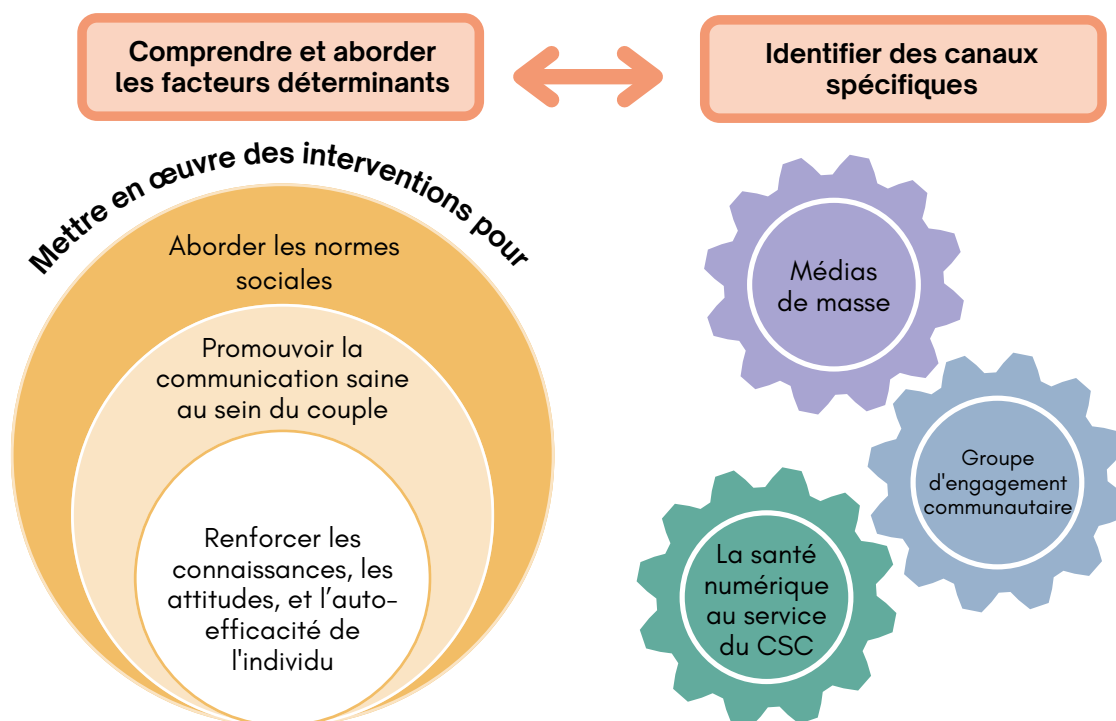 Comprendre et aborder
les facteurs déterminants
Identifier des canaux
spécifiques
Mettre en œuvre des interventions pour
Aborder les normes
sociales
Promouvoir la
communication saine
au sein du couple
Renforcer les
connaissances, les
attitudes, et l’auto-
efficacité de
l'individu
Médias
de masse
Groupe
d'engagement
communautaire
La santé
numérique
au service
du CSC